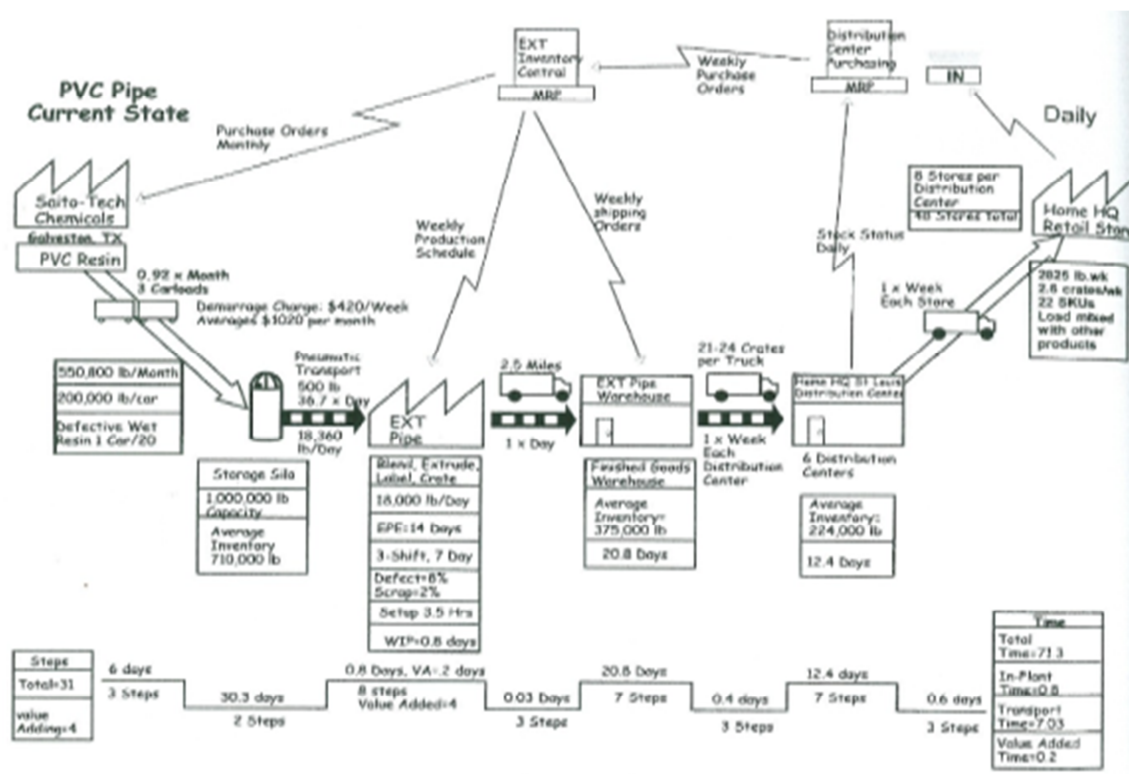 PVC Pipe
Current State
EXT
Inventory
Control
MRP
Weekly
Purchase
Orders
Distribution
Center
Purchasing
MRP
IN
Daily
Purchase Orders
Monthly
Saito-Tech
Chemicals
Galveston, TX
PVC Resin
Weekly
Production
Schedule
Weekly
shipping
Orders
Stock Status
Daily
8 Stores per
Distribution
Center
48 Stores total
Home HQ
Retail Stor
0.92 x Month
3 Carloads
Demarrage Charge: $420/Week
Averages $1020 per month
1 x Week
Each Store
2825 lb.wk
2.6 crates/wk
22 SKUs
Load mixed
with other
products
550,800 lb/Month
200,000 lb/car
Defective Wet
Resin 1 Car/20
Pneumatic
Transport
500 lb
36.7 x Day
18,360
lb/Day
EXT
Pipe
2.5 Miles
1 x Day
EXT Pipe
Warehouse
21-24 Crates
per Truck
1 x Week
Each
Distribution
Center
Home HQ St Louis
Distribution Center
6 Distribution
Centers
Storage Sila
1,000,000 lb
Capacity
Average
Inventory
710,000 lb
Blend, Extrude,
Label, Crate
18,000 lb/Day
EPE=14 Days
3-Shift, 7 Day
Defect=8%
Scrap=2%
Setup 3.5 Hrs
WIP=0.8 days
Finished Goods
Warehouse
Average
Inventory=
375,000 lb
20.8 Days
Average
Inventory=
224,000 lb
12.4 Days
Steps
Total=31
value
Adding=4
6 days
3 Steps
30.3 days
2 Steps
0.8 Days, VA=.2 days
8 steps
Value Added=4
0.03 Days
3 Steps
20.8 Days
7 Steps
0.4 days
3 Steps
12.4 days
7 Steps
0.6 days
3 Steps
Time
Total
Time=71.3
In-Plant
Time=0.8
Transport
Time=7.03
Value Added
Time=0.2